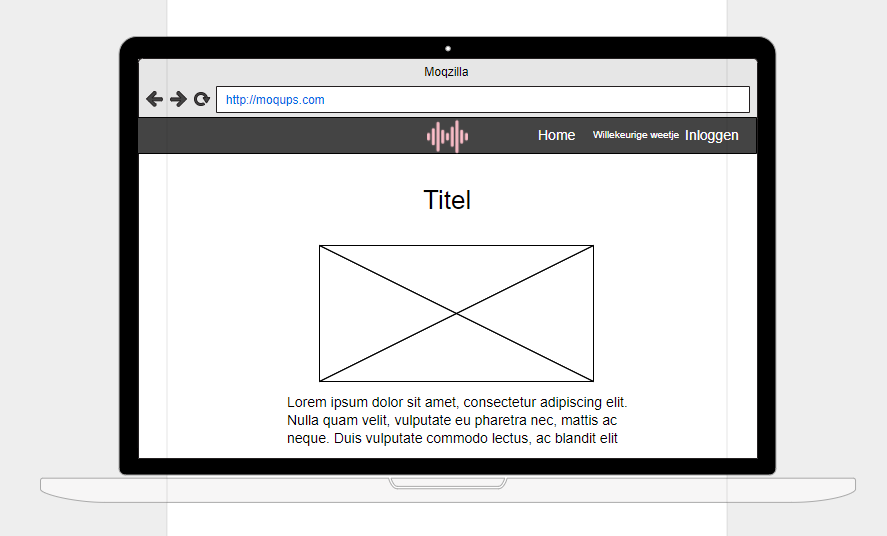 Moqzilla
http://moqups.com
Home Willekeurige weetje Inloggen
Titel
Lorem ipsum dolor sit amet, consectetur adipiscing elit.
Nulla quam velit, vulputate eu pharetra nec, mattis ac
neque. Duis vulputate commodo lectus, ac blandit elit